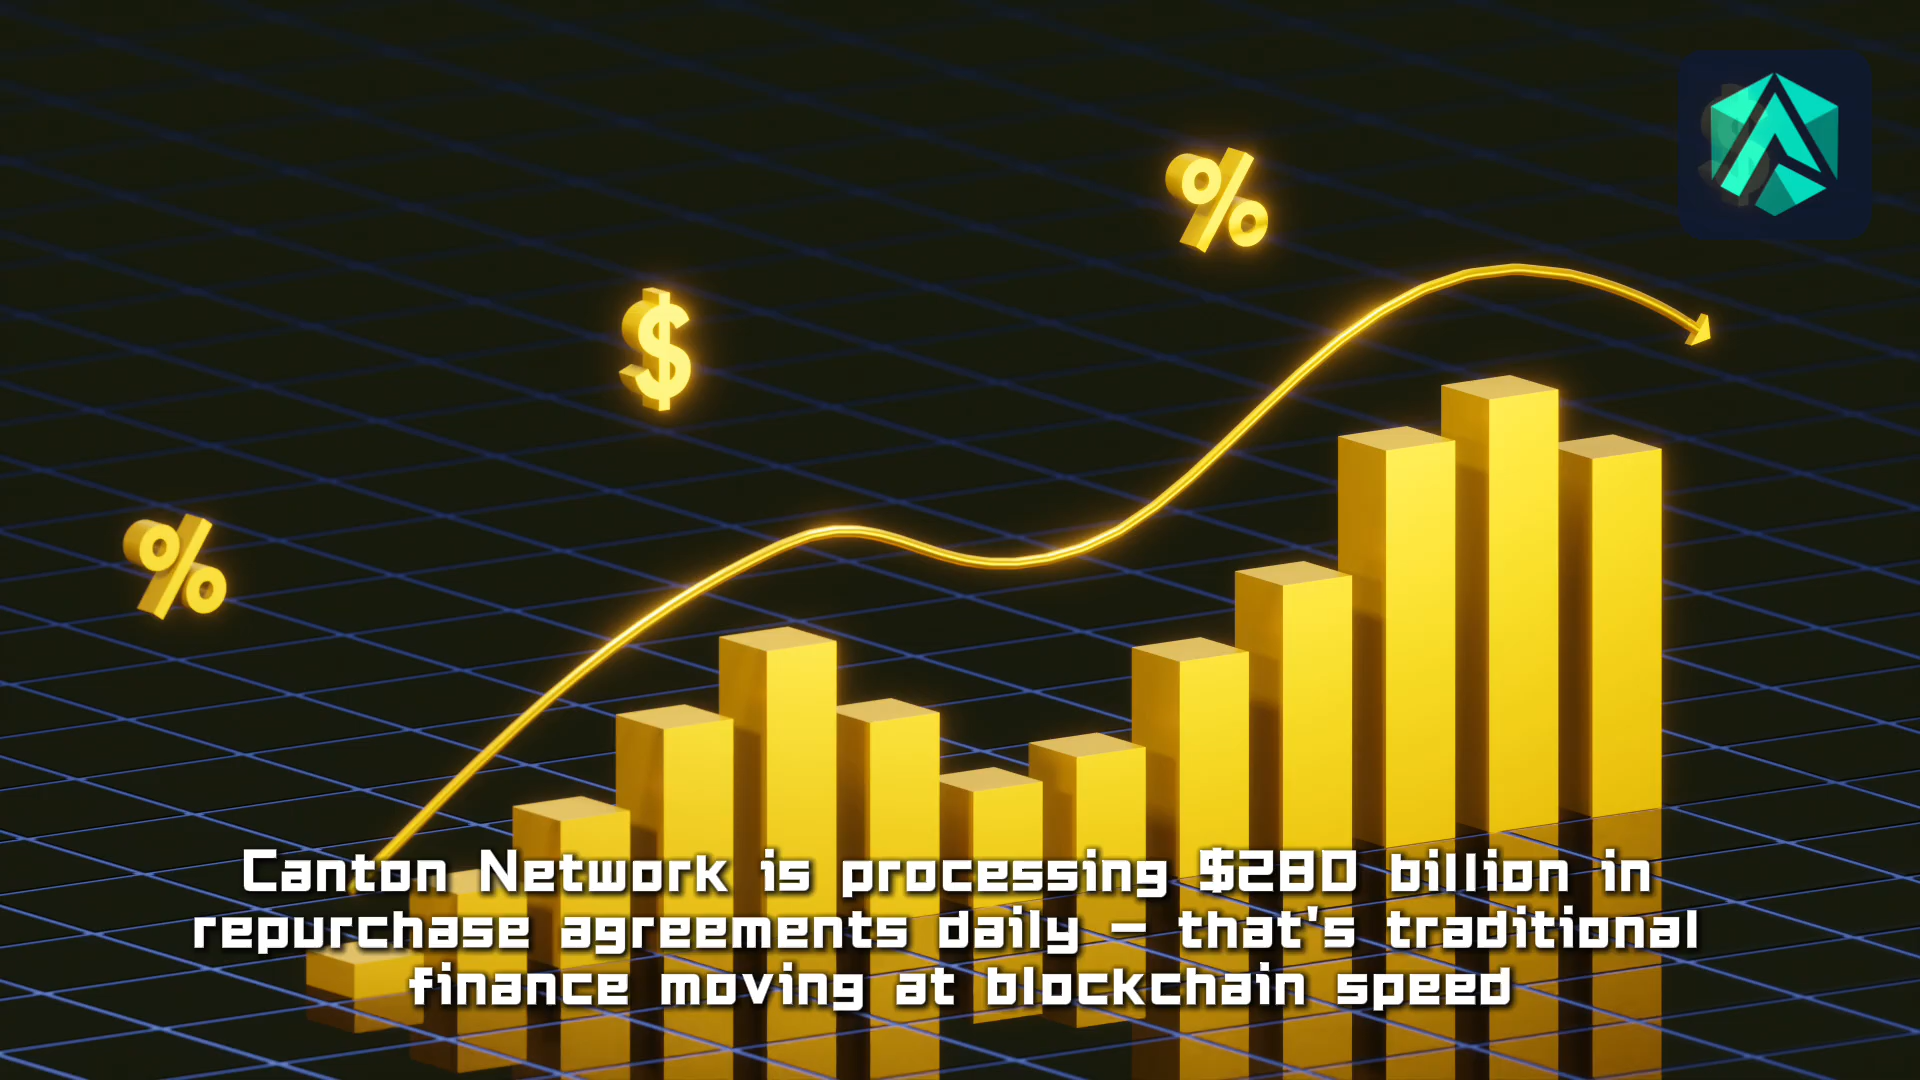 %
$
%
Canton Network is processing $280 billion in
repurchase agreements daily – that's traditional
finance moving at blockchain speed